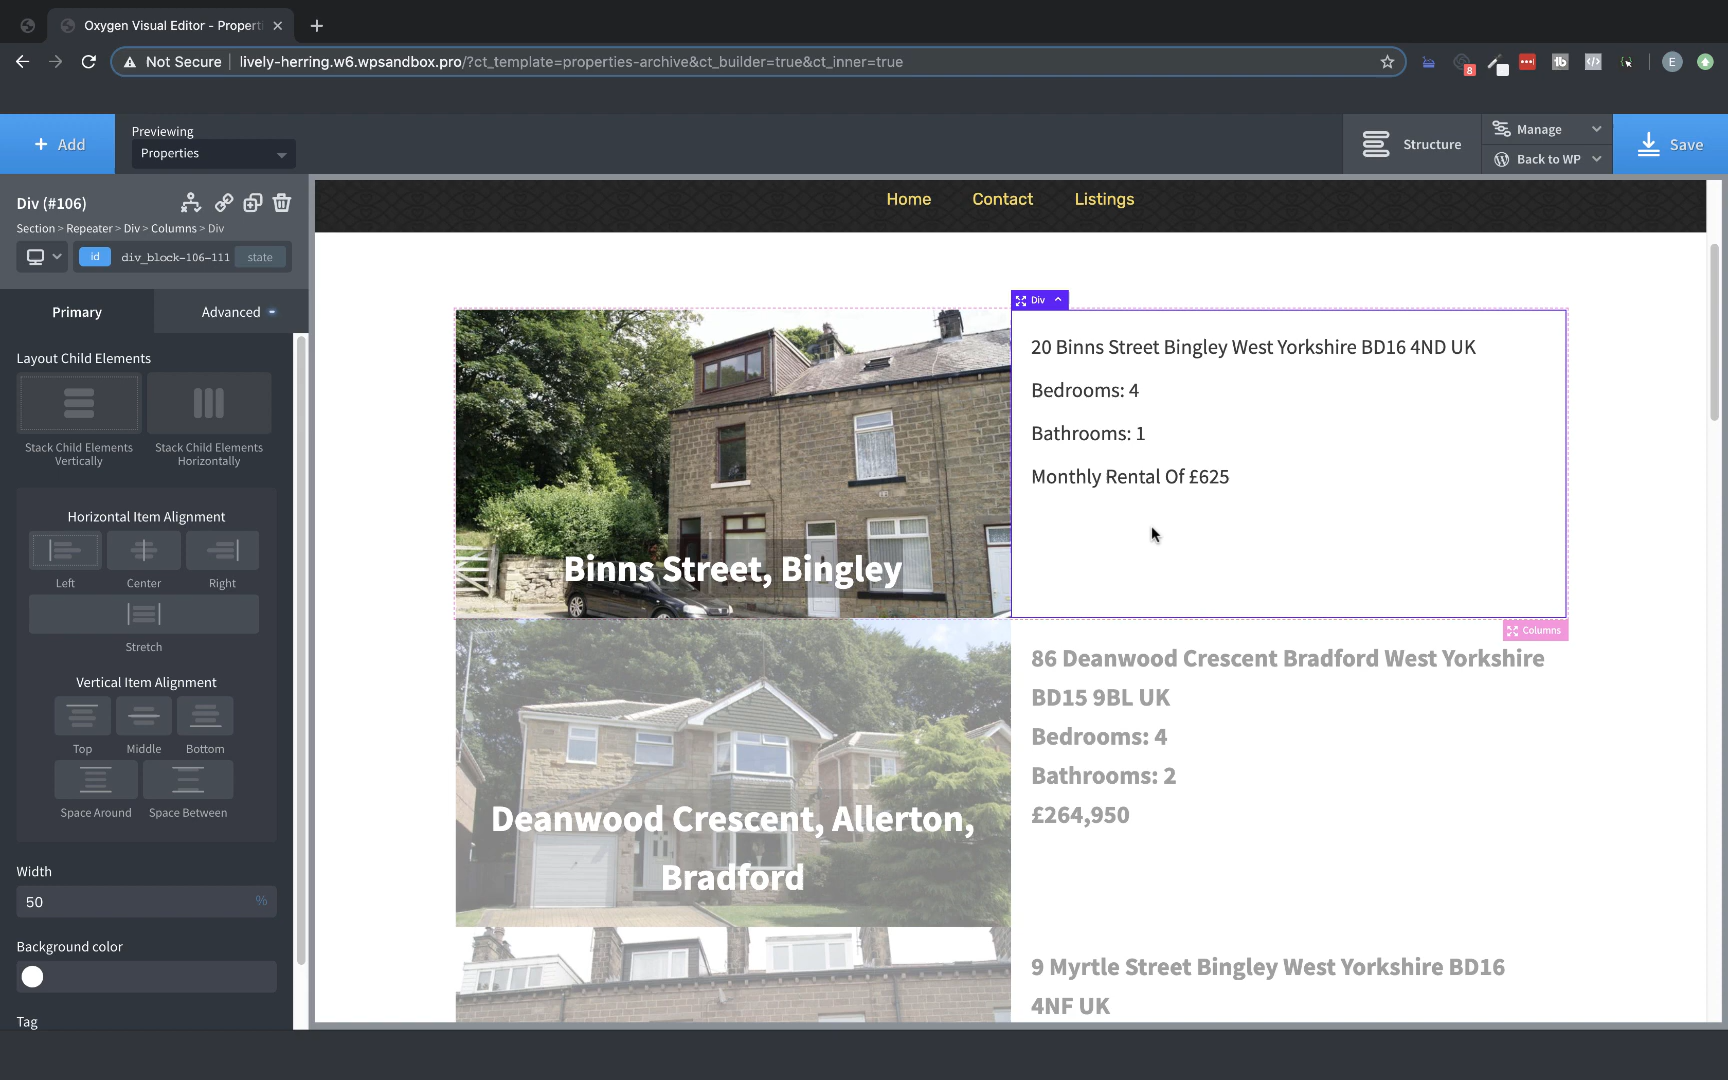 Oxygen Visual Editor - Propert
Not Secure
lively-herring.w6.wpsandbox.pro/?ct_template=properties-archive&ct_builder=true&ct_inner=true
8
1b
E
+ Add
Previewing
Properties
Structure
Manage
Back to WP
Save
Div (#106)
Section > Repeater > Div > Columns > Div
id
div_block-106-111
state
Primary
Advanced
Layout Child Elements
Stack Child Elements Vertically
Stack Child Elements Horizontally
Horizontal Item Alignment
Left
Center
Right
Stretch
Vertical Item Alignment
Top
Middle
Bottom
Space Around
Space Between
Width
50
%
Background color
Tag
Home
Contact
Listings
Div
20 Binns Street Bingley West Yorkshire BD16 4ND UK
Bedrooms: 4
Bathrooms: 1
Monthly Rental Of £625
Binns Street, Bingley
Columns
86 Deanwood Crescent Bradford West Yorkshire
BD15 9BL UK
Bedrooms: 4
Bathrooms: 2
£264,950
Deanwood Crescent, Allerton,
Bradford
9 Myrtle Street Bingley West Yorkshire BD16
4NF UK